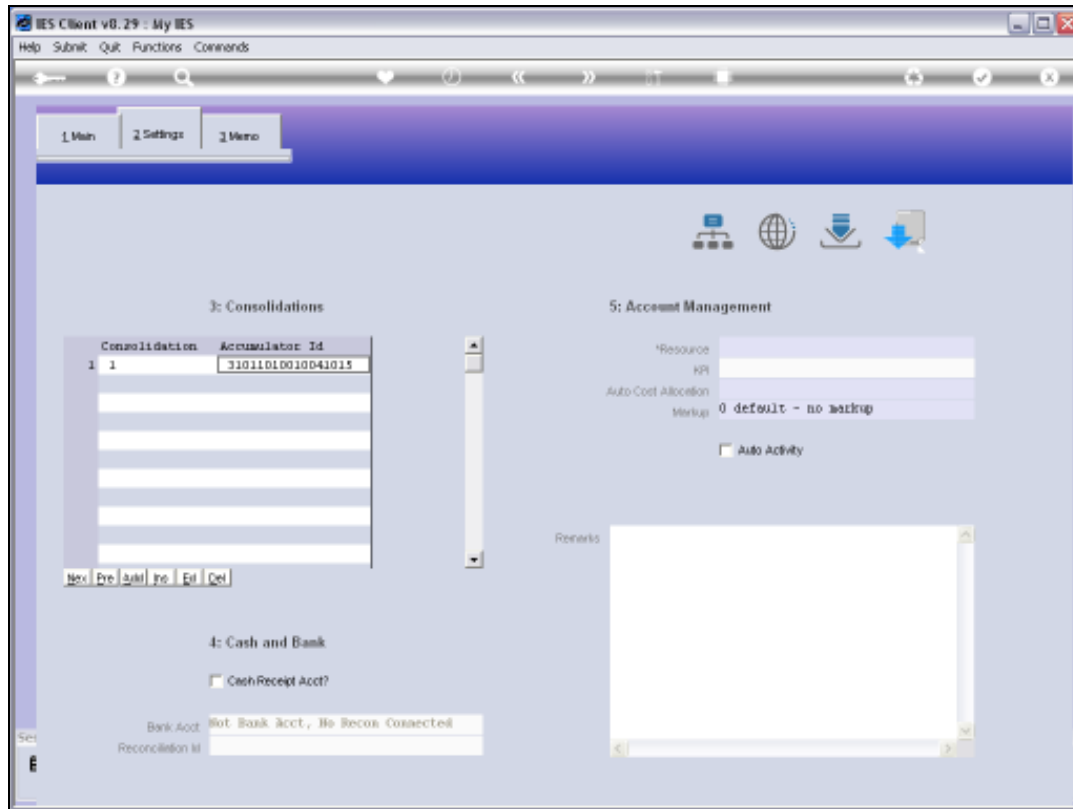 IES Client v8.29 : My IES
Help Submit Quit Functions Commands
1 Main 2 Settings 3 Memo
3: Consolidations
Consolidation Accumulator Id
1 1 31011010010041015
Nex Pre Add Ins Ed Del
4: Cash and Bank
Cash Receipt Acct?
Bank Acct Not Bank Acct, No Recon Connected
Reconciliation Id
5: Account Management
*Resource
KPI
Auto Cost Allocation
Markup 0 default - no markup
Auto Activity
Remarks